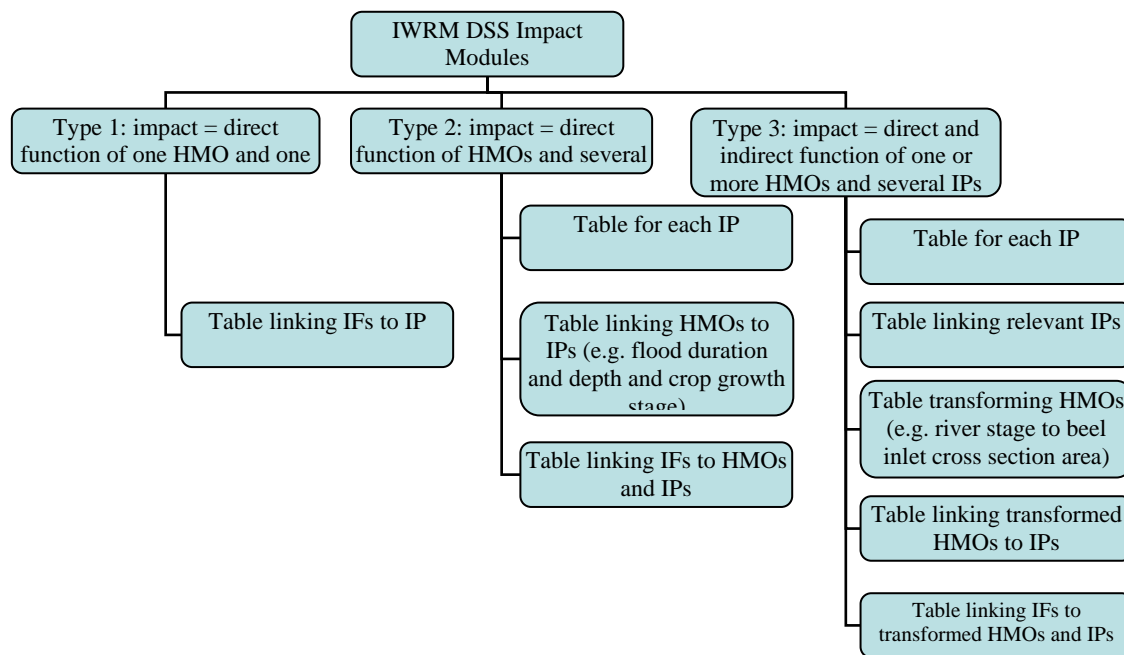 IWRM DSS Impact
Modules
Type 1: impact = direct
function of one HMO and one
Type 2: impact = direct
function of HMOs and several
Type 3: impact = direct and
indirect function of one or
more HMOs and several IPs
Table linking IFs to IP
Table for each IP
Table linking HMOs to
IPs (e.g. flood duration
and depth and crop growth
stage)
Table linking IFs to HMOs
and IPs
Table for each IP
Table linking relevant IPs
Table transforming HMOs
(e.g. river stage to beel
inlet cross section area)
Table linking transformed
HMOs to IPs
Table linking IFs to
transformed HMOs and IPs